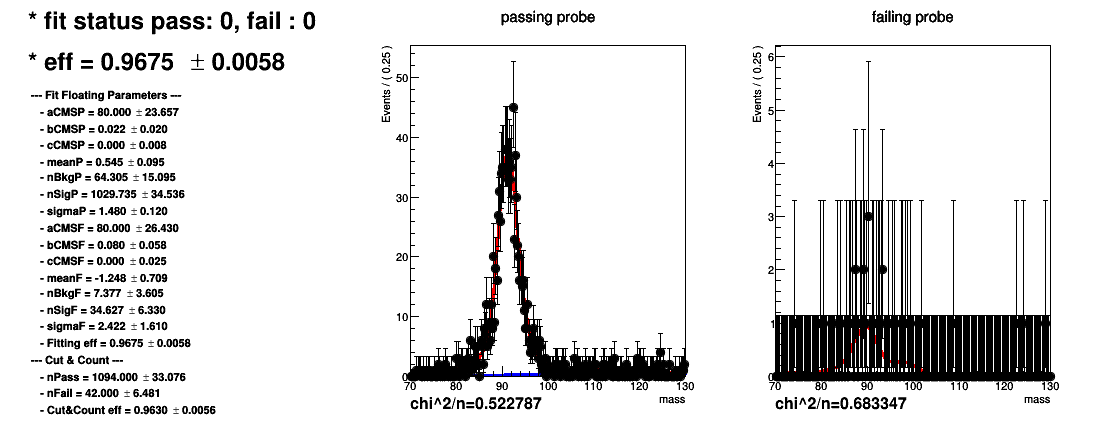 * fit status pass: 0, fail : 0
* eff = 0.9675 ± 0.0058
--- Fit Floating Parameters ---
- aCMSP = 80.000 ± 23.657
- bCMSP = 0.022 ± 0.020
- cCMSP = 0.000 ± 0.008
- meanP = 0.545 ± 0.095
- nBkgP = 64.305 ± 15.095
- nSigP = 1029.735 ± 34.536
- sigmaP = 1.480 ± 0.120
- aCMSF = 80.000 ± 26.430
- bCMSF = 0.080 ± 0.058
- cCMSF = 0.000 ± 0.025
- meanF = -1.248 ± 0.709
- nBkgF = 7.377 ± 3.605
- nSigF = 34.627 ± 6.330
- sigmaF = 2.422 ± 1.610
- Fitting eff = 0.9675 ± 0.0058
--- Cut & Count ---
- nPass = 1094.000 ± 33.076
- nFail = 42.000 ± 6.481
- Cut&Count eff = 0.9630 ± 0.0056
passing probe
Events / ( 0.25 )
50
40
30
20
10
0
70 80 90 100 110 120 130
mass
chi^2/n=0.522787
failing probe
Events / ( 0.25 )
6
5
4
3
2
1
0
70 80 90 100 110 120 130
mass
chi^2/n=0.683347